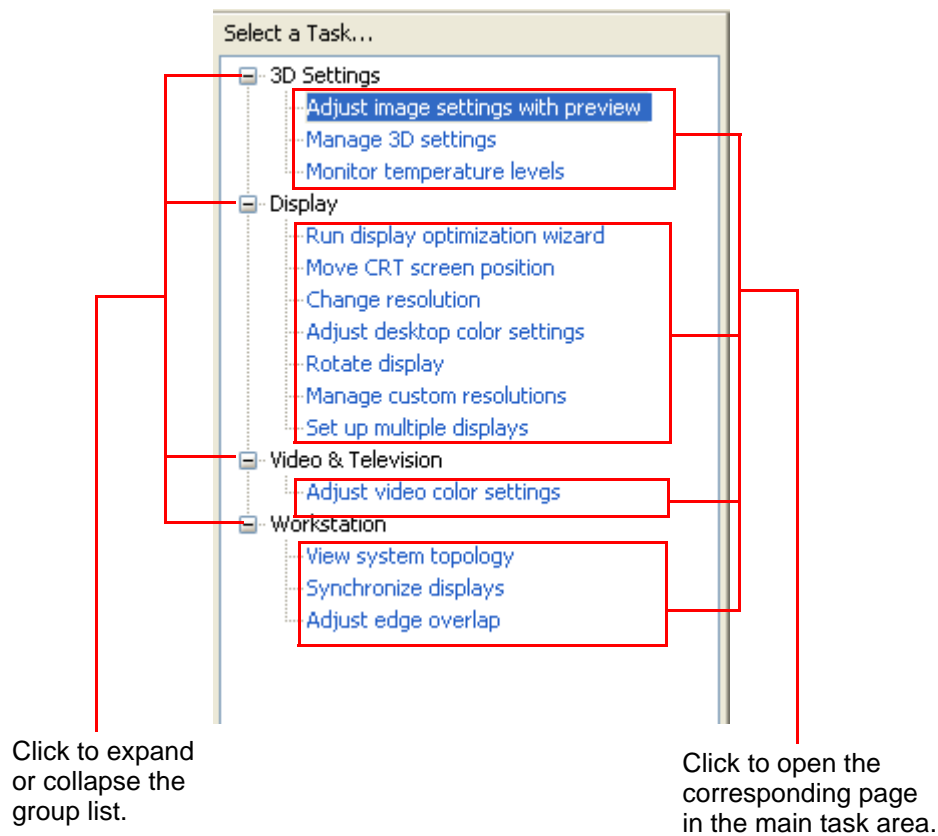 Select a Task...
3D Settings
Adjust image settings with preview
Manage 3D settings
Monitor temperature levels
Display
Run display optimization wizard
Move CRT screen position
Change resolution
Adjust desktop color settings
Rotate display
Manage custom resolutions
Set up multiple displays
Video & Television
Adjust video color settings
Workstation
View system topology
Synchronize displays
Adjust edge overlap
Click to expand
or collapse the
group list.
Click to open the
corresponding page
in the main task area.